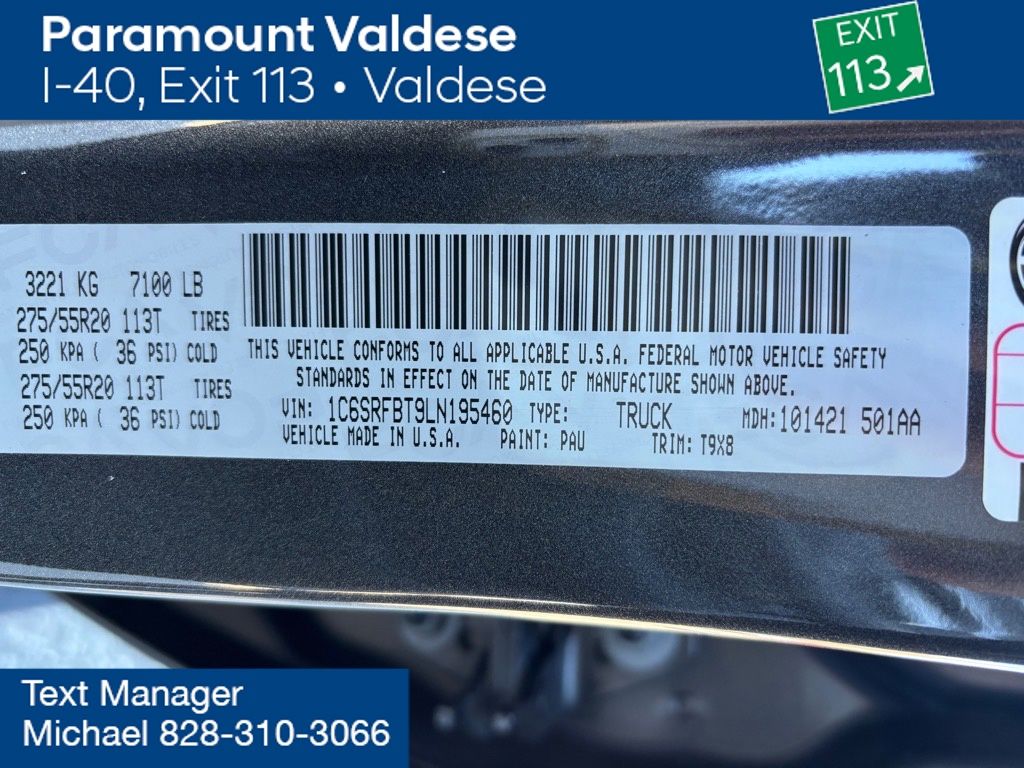 Paramount Valdese
I-40, Exit 113 • Valdese
EXIT
113
3221 KG 7100 LB
275/55R20 113T TIRES
250 KPA ( 36 PSI) COLD
275/55R20 113T TIRES
250 KPA ( 36 PSI) COLD
THIS VEHICLE CONFORMS TO ALL APPLICABLE U.S.A. FEDERAL MOTOR VEHICLE SAFETY
STANDARDS IN EFFECT ON THE DATE OF MANUFACTURE SHOWN ABOVE.
VIN: 1C6SRFBT9LN195460 TYPE: TRUCK MDH:101421 501AA
VEHICLE MADE IN U.S.A. PAINT: PAU TRIM: T9X8
Text Manager
Michael 828-310-3066